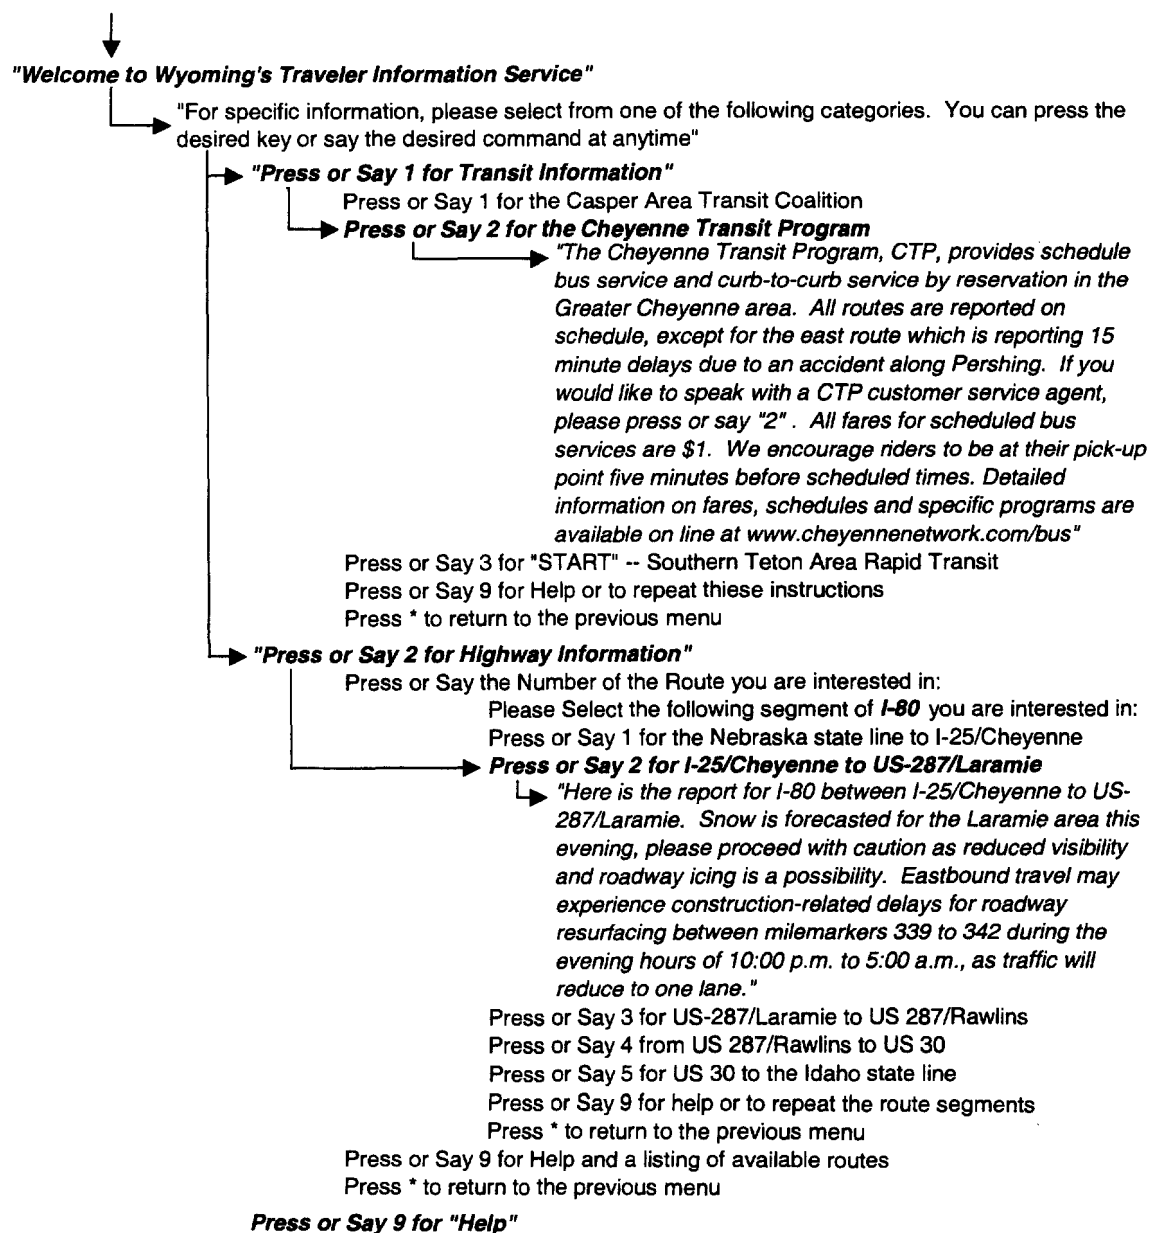 "Welcome to Wyoming's Traveler Information Service"
"For specific information, please select from one of the following categories. You can press the
desired key or say the desired command at anytime"
"Press or Say 1 for Transit Information"
Press or Say 1 for the Casper Area Transit Coalition
Press or Say 2 for the Cheyenne Transit Program
"The Cheyenne Transit Program, CTP, provides schedule
bus service and curb-to-curb service by reservation in the
Greater Cheyenne area. All routes are reported on
schedule, except for the east route which is reporting 15
minute delays due to an accident along Pershing. If you
would like to speak with a CTP customer service agent,
please press or say "2" . All fares for scheduled bus
services are $1. We encourage riders to be at their pick-up
point five minutes before scheduled times. Detailed
information on fares, schedules and specific programs are
available on line at www.cheyennenetwork.com/bus"
Press or Say 3 for "START" -- Southern Teton Area Rapid Transit
Press or Say 9 for Help or to repeat thiese instructions
Press * to return to the previous menu
"Press or Say 2 for Highway Information"
Press or Say the Number of the Route you are interested in:
Please Select the following segment of I-80 you are interested in:
Press or Say 1 for the Nebraska state line to I-25/Cheyenne
Press or Say 2 for I-25/Cheyenne to US-287/Laramie
"Here is the report for I-80 between I-25/Cheyenne to US-
287/Laramie. Snow is forecasted for the Laramie area this
evening, please proceed with caution as reduced visibility
and roadway icing is a possibility. Eastbound travel may
experience construction-related delays for roadway
resurfacing between milemarkers 339 to 342 during the
evening hours of 10:00 p.m. to 5:00 a.m., as traffic will
reduce to one lane."
Press or Say 3 for US-287/Laramie to US 287/Rawlins
Press or Say 4 from US 287/Rawlins to US 30
Press or Say 5 for US 30 to the Idaho state line
Press or Say 9 for help or to repeat the route segments
Press * to return to the previous menu
Press or Say 9 for Help and a listing of available routes
Press * to return to the previous menu
Press or Say 9 for "Help"